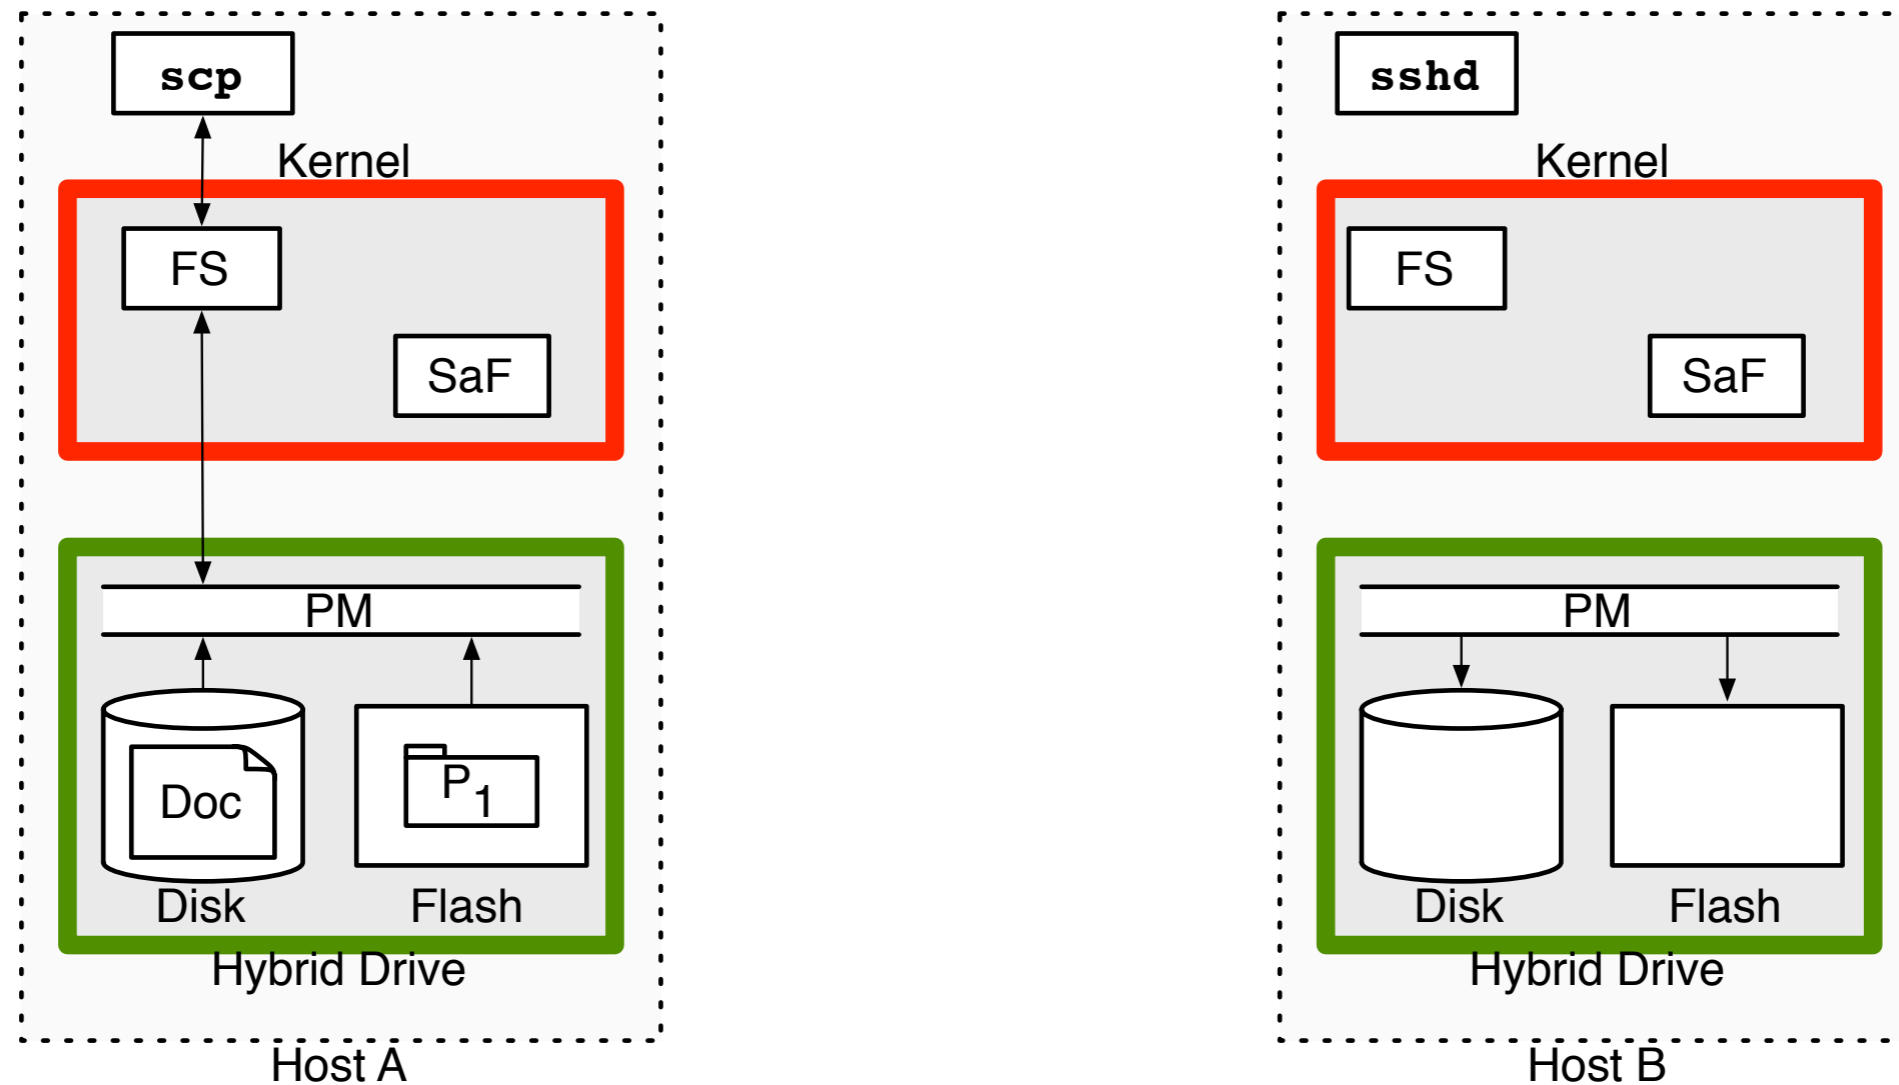 scp
Kernel
FS
SaF
PM
Doc
P1
Disk
Flash
Hybrid Drive
Host A
sshd
Kernel
FS
SaF
PM
Disk
Flash
Hybrid Drive
Host B